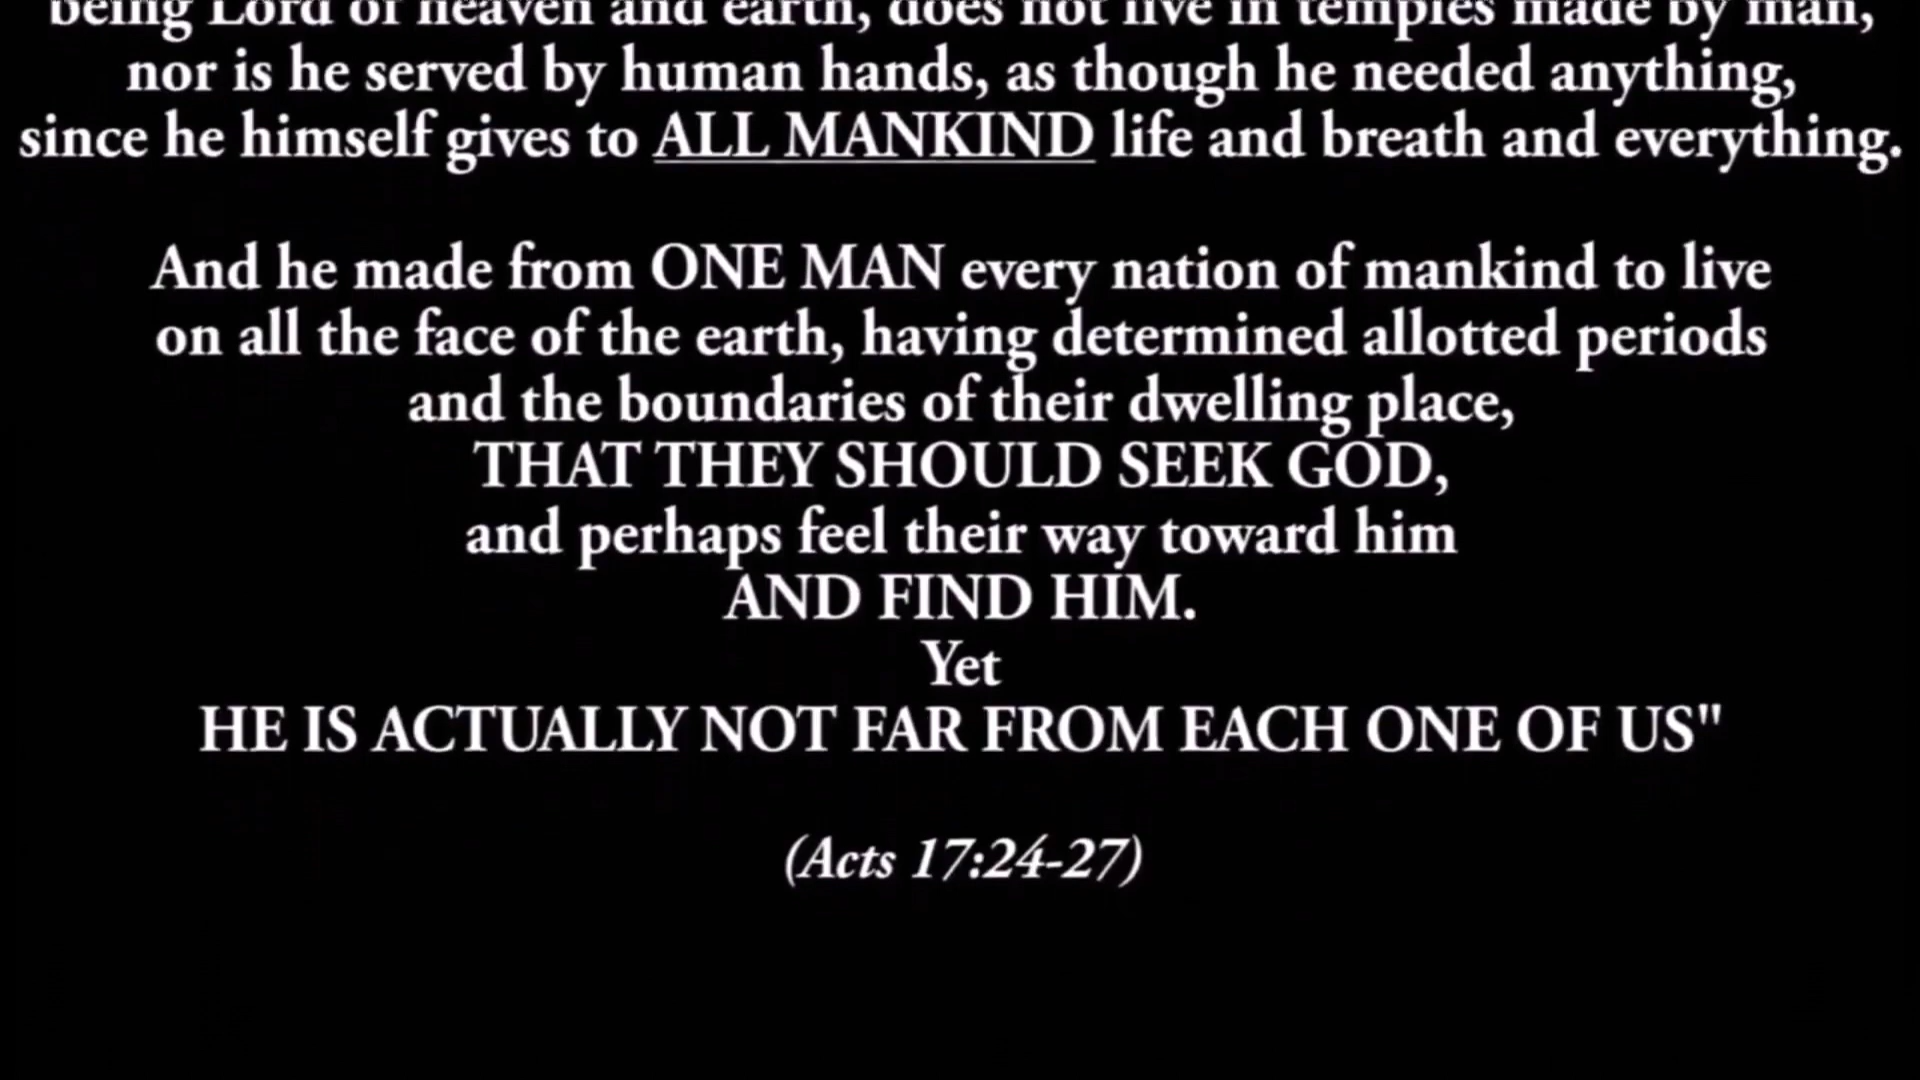 being Lord of heaven and earth, does not live in temples made by man,
nor is he served by human hands, as though he needed anything,
since he himself gives to ALL MANKIND life and breath and everything.
And he made from ONE MAN every nation of mankind to live
on all the face of the earth, having determined allotted periods
and the boundaries of their dwelling place,
THAT THEY SHOULD SEEK GOD,
and perhaps feel their way toward him
AND FIND HIM.
Yet
HE IS ACTUALLY NOT FAR FROM EACH ONE OF US"
(Acts 17:24-27)